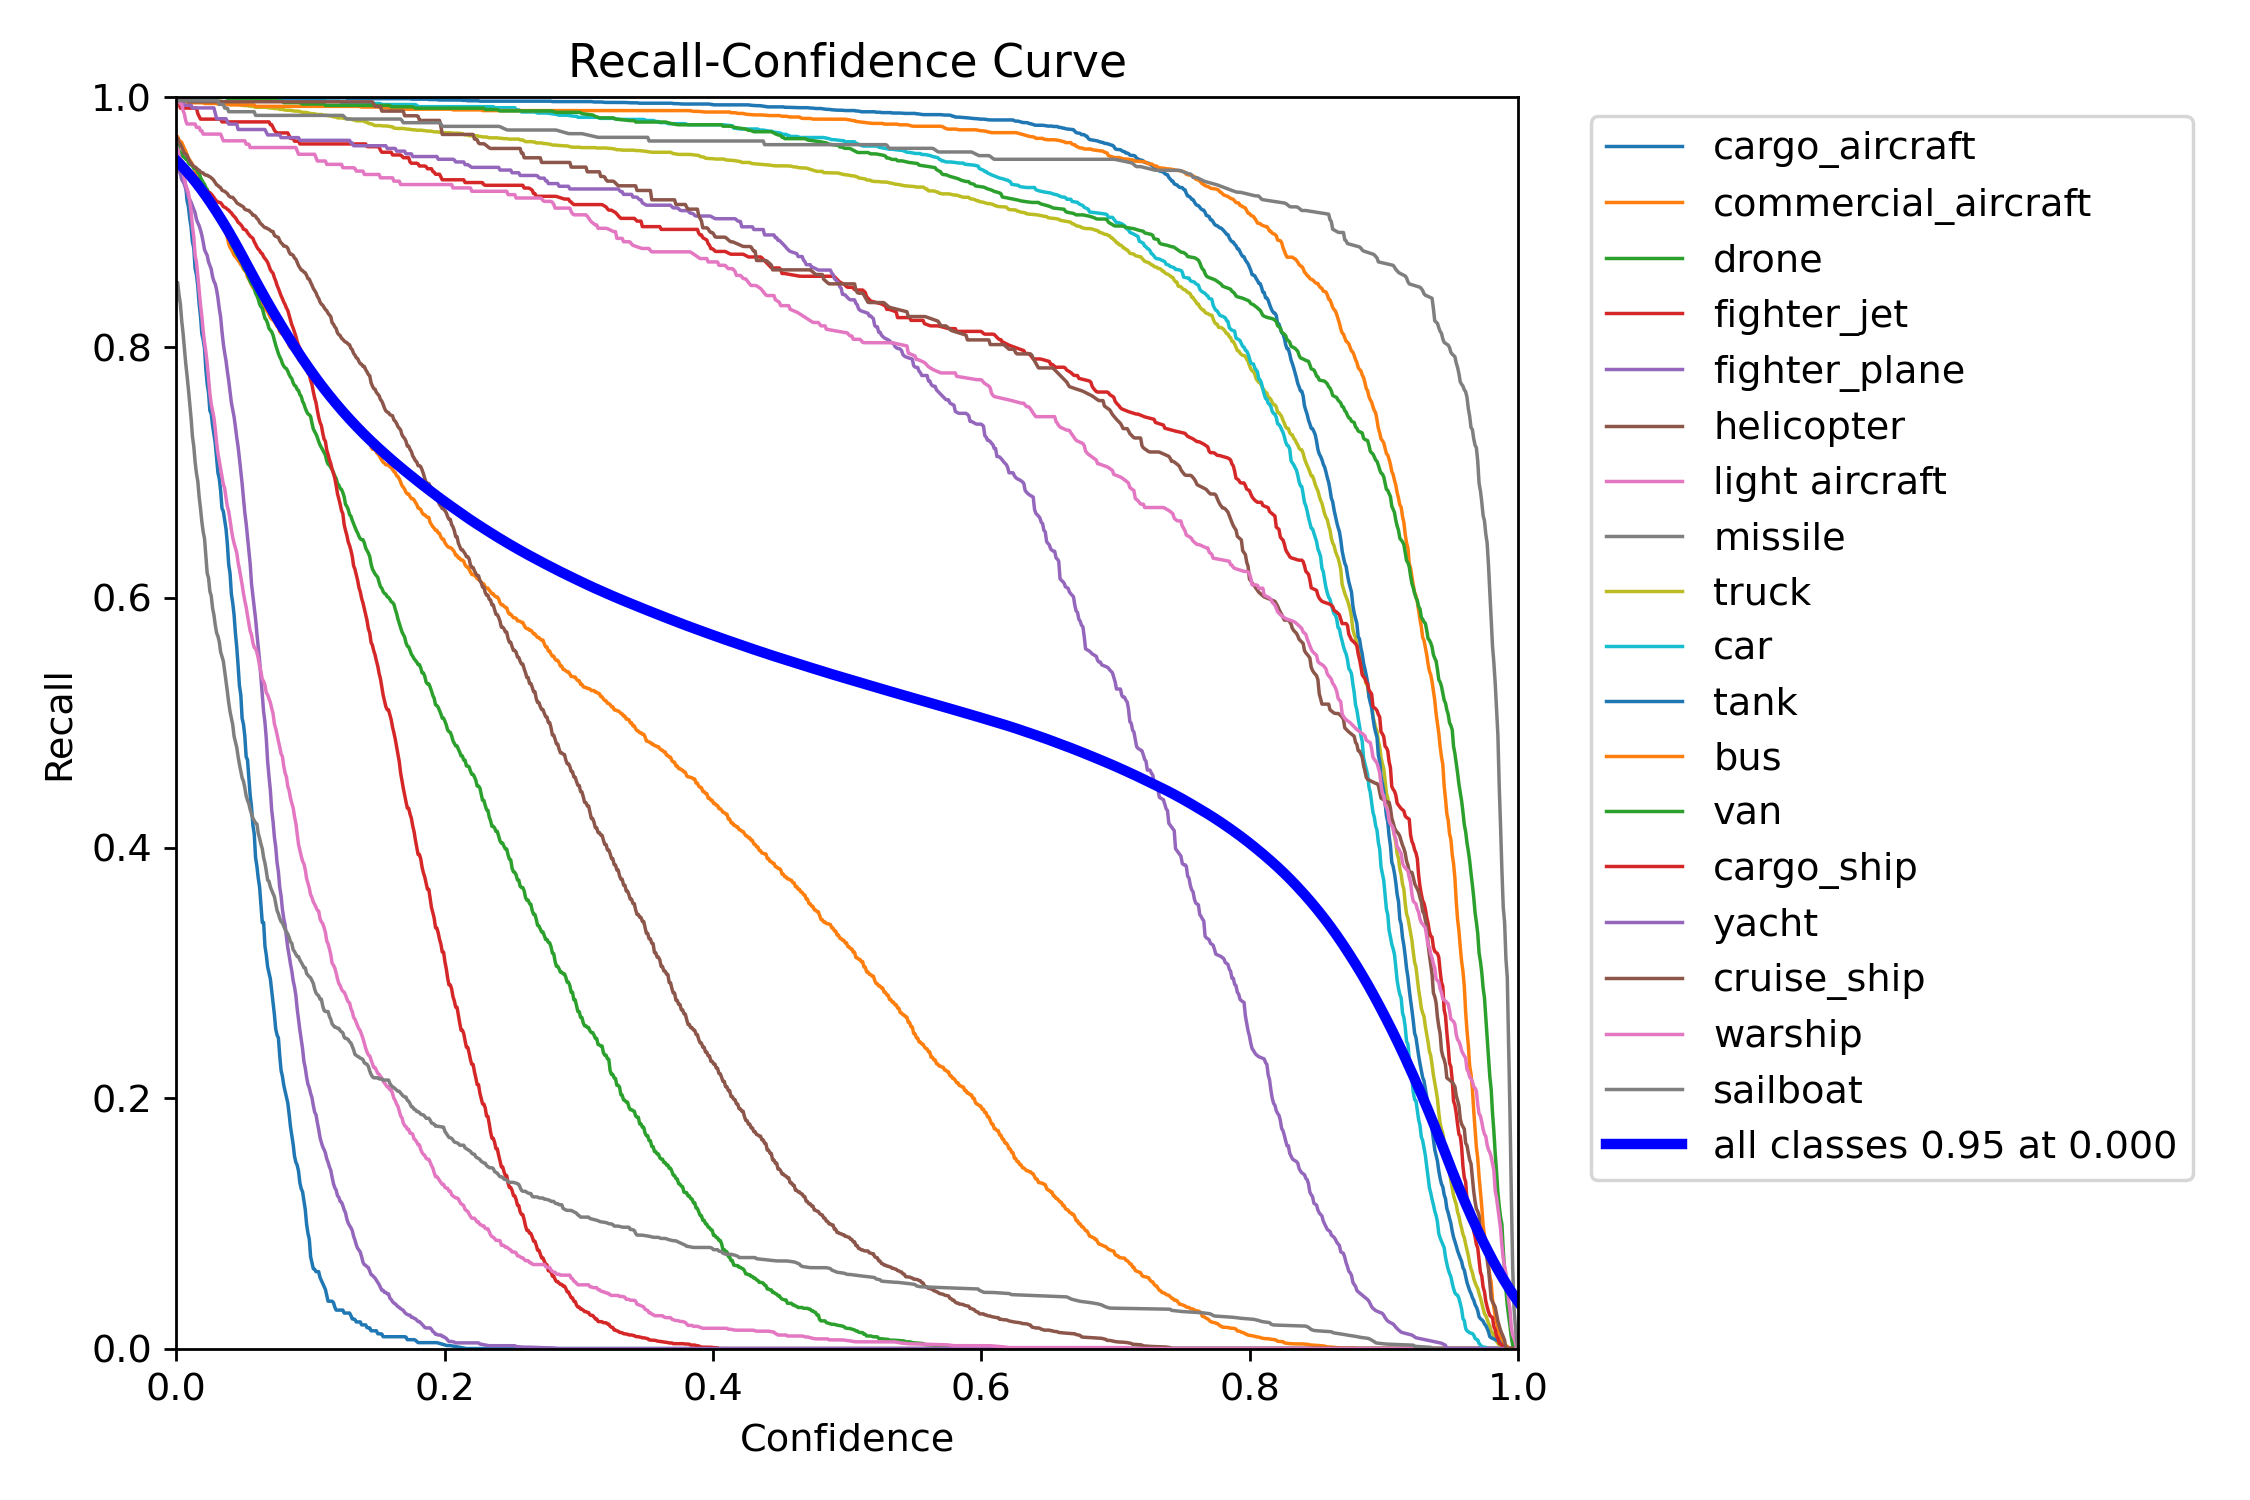 Recall-Confidence Curve
1.0
0.8
0.6
0.4
0.2
0.0
Recall
0.0 0.2 0.4 0.6 0.8 1.0
Confidence
cargo_aircraft
commercial_aircraft
drone
fighter_jet
fighter_plane
helicopter
light aircraft
missile
truck
car
tank
bus
van
cargo_ship
yacht
cruise_ship
warship
sailboat
all classes 0.95 at 0.000